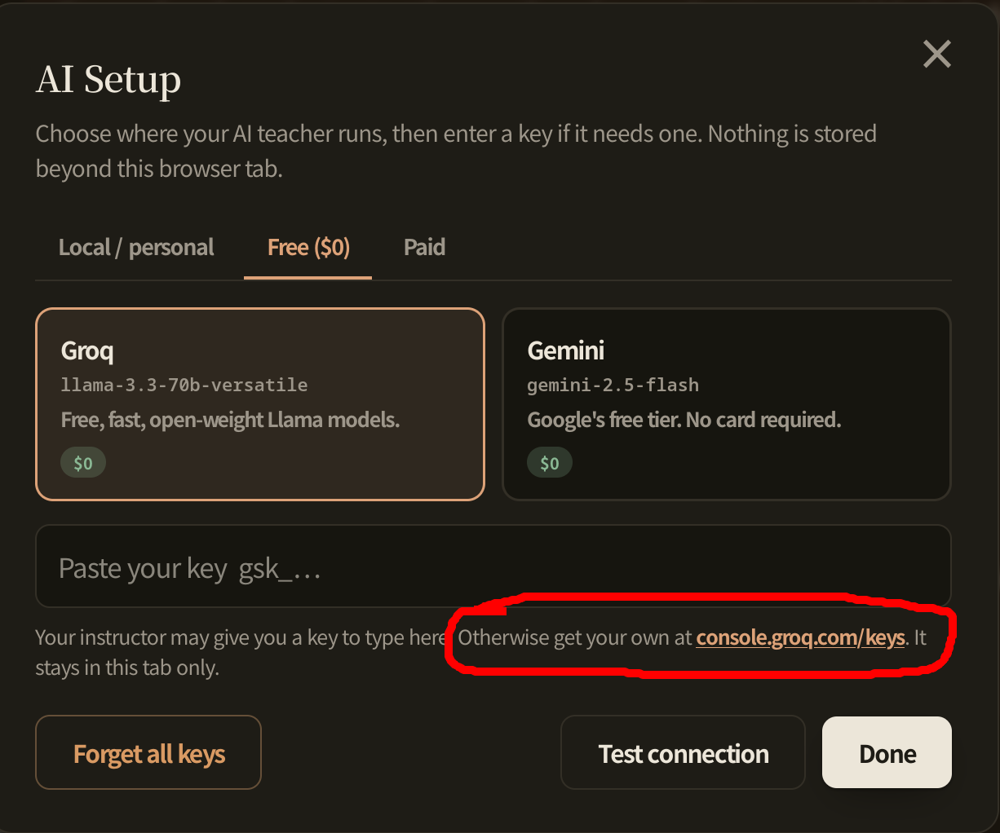 AI Setup
Choose where your AI teacher runs, then enter a key if it needs one. Nothing is stored
beyond this browser tab.
Local / personal
Free ($0)
Paid
Groq
llama-3.3-70b-versatile
Free, fast, open-weight Llama models.
$0
Gemini
gemini-2.5-flash
Google's free tier. No card required.
$0
Paste your key gsk_...
Your instructor may give you a key to type here Otherwise get your own at console.groq.com/keys. It
stays in this tab only.
Forget all keys
Test connection
Done